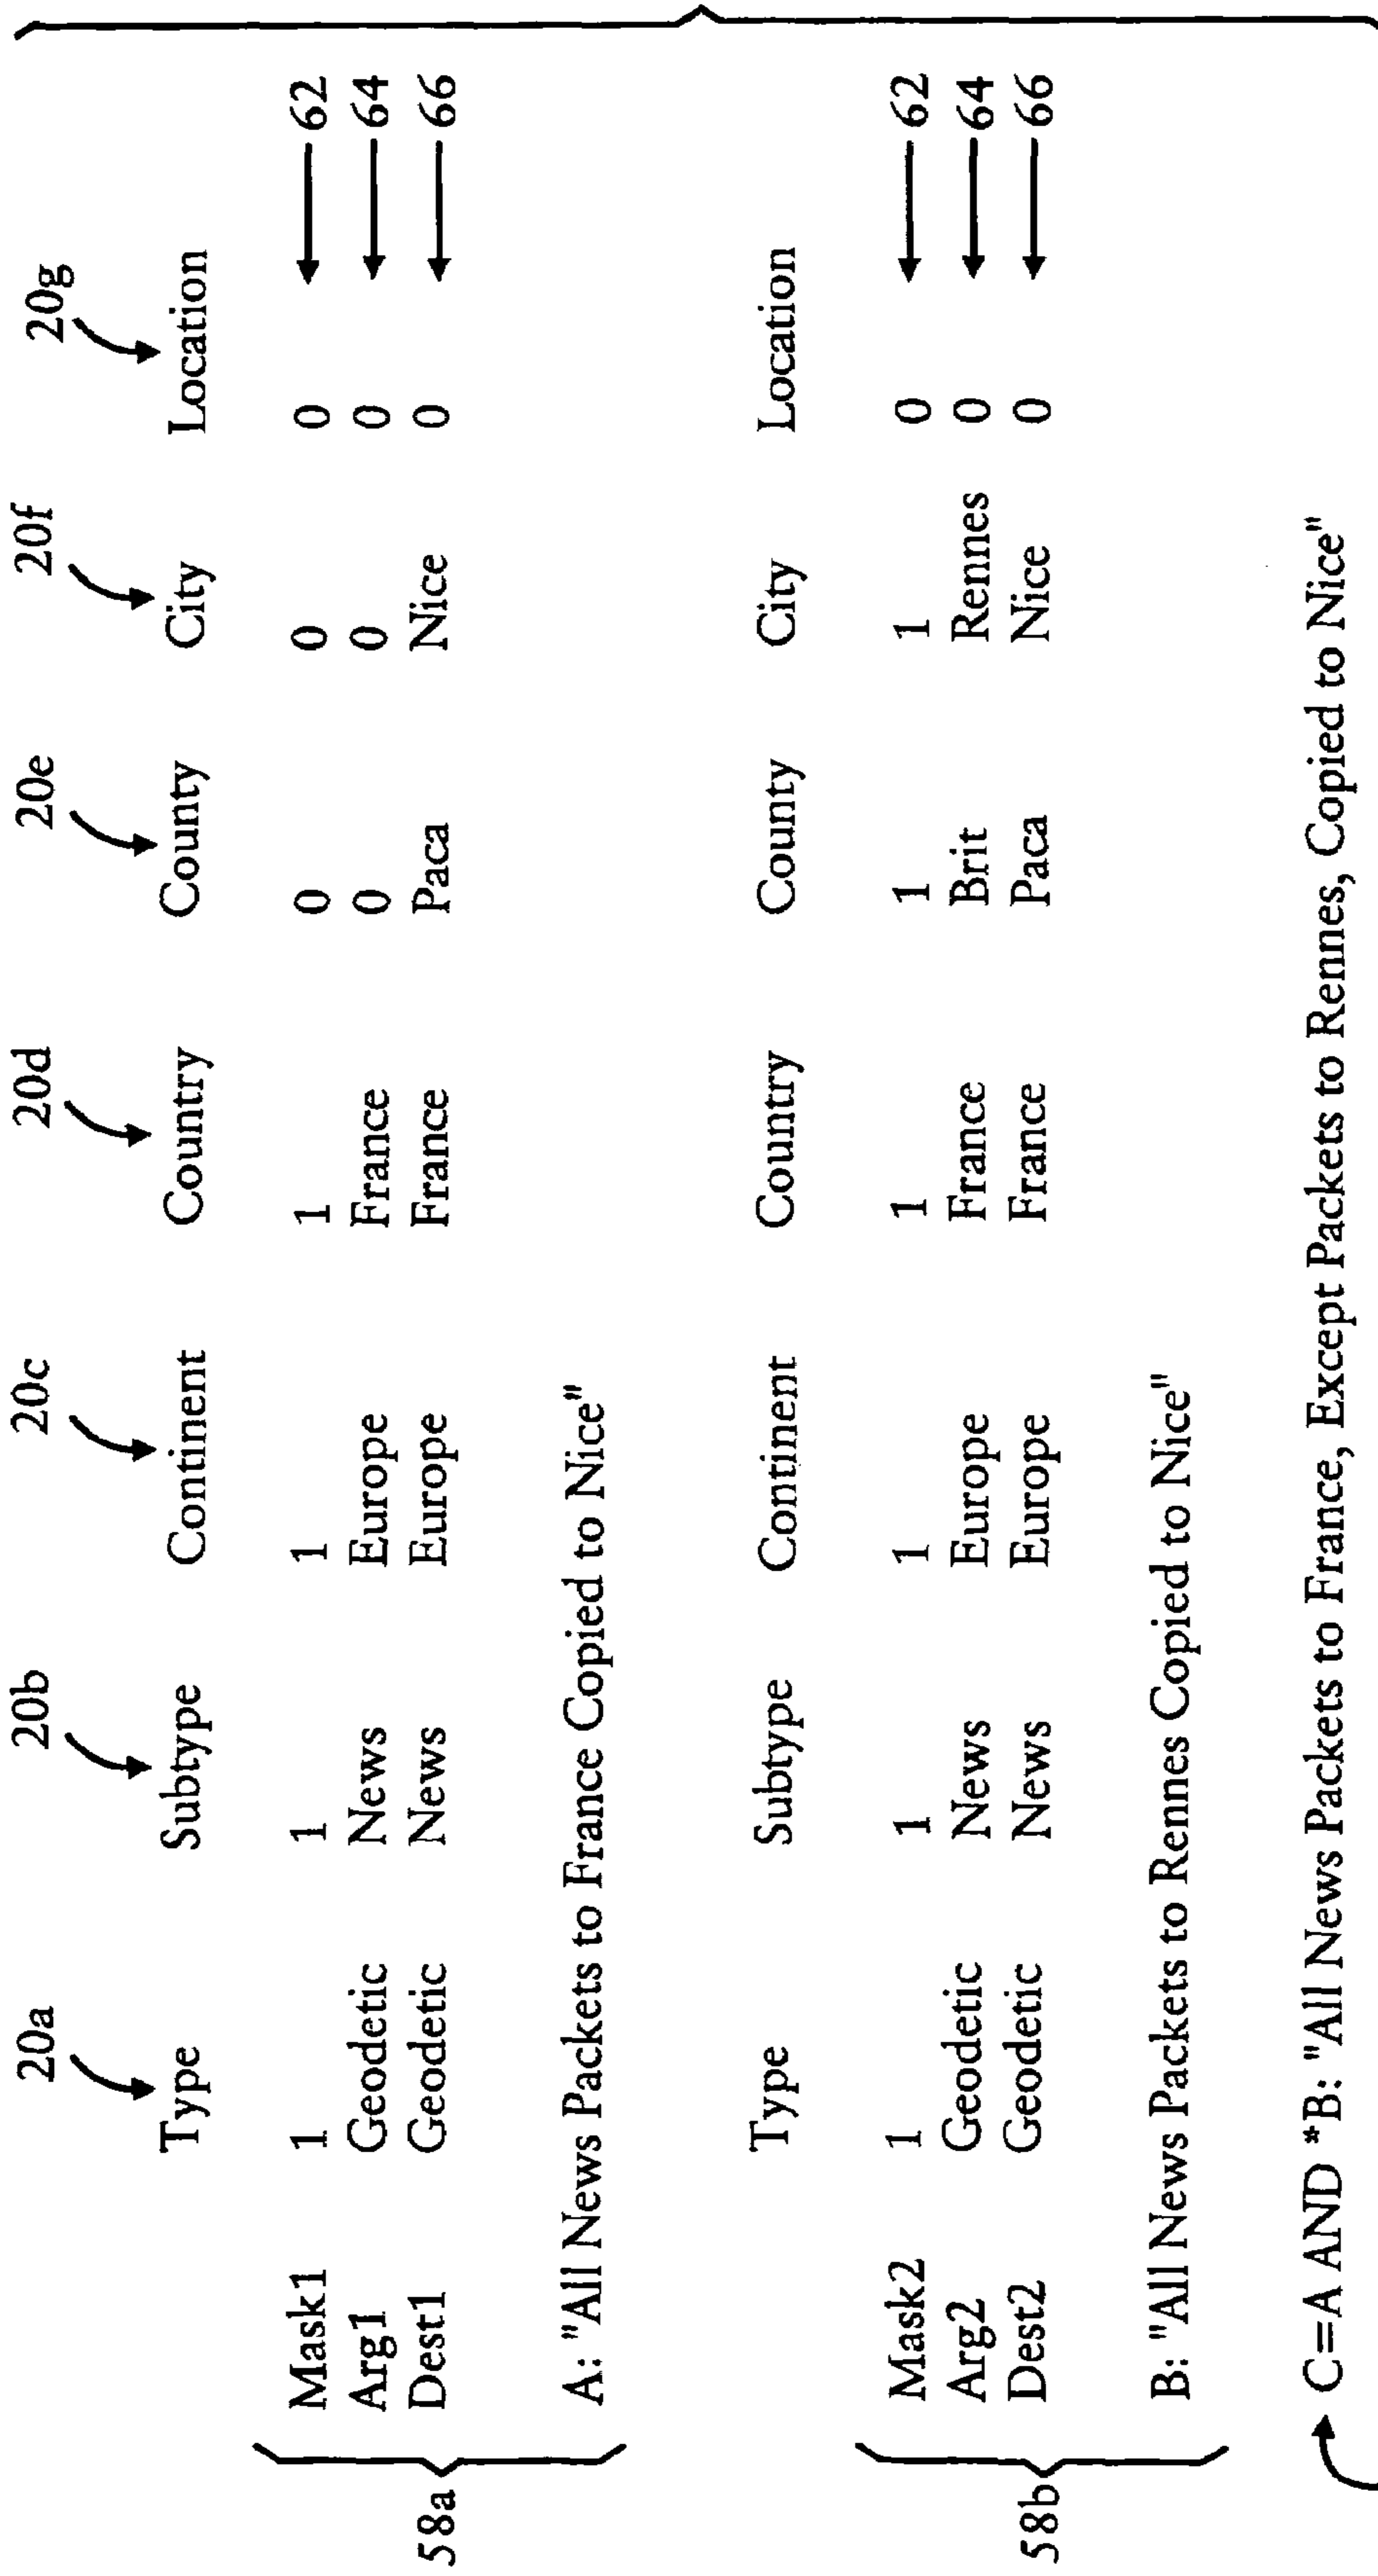 20a 20b 20c 20d 20e 20f 20g
Type Subtype Continent Country County City Location
Mask1 1 1 1 1 0 0 0 62
Arg1 Geodetic News Europe France 0 0 0 64
Dest1 Geodetic News Europe France Paca Nice 0 66
58a
A: "All News Packets to France Copied to Nice"
Type Subtype Continent Country County City Location
Mask2 1 1 1 1 1 1 0 62
Arg2 Geodetic News Europe France Brit Rennes 0 64
Dest2 Geodetic News Europe France Paca Nice 0 66
58b
B: "All News Packets to Rennes Copied to Nice"
C=A AND *B: "All News Packets to France, Except Packets to Rennes, Copied to Nice"